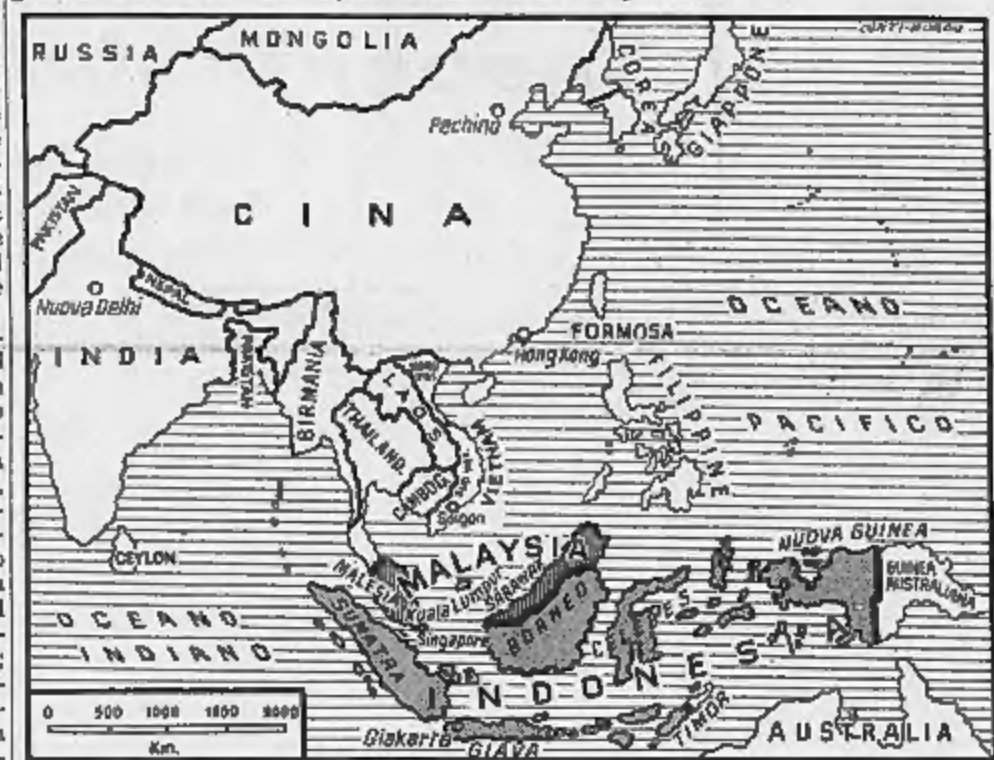 RUSSIA
MONGOLIA
COREA
GIAPPONE
Pechino
CINA
PAKISTAN
NEPAL
Nuova Delhi
OCEANO
FORMOSA
Hong Kong
INDIA
PAKISTAN
BIRMANIA
LAOS
FILIPPINE
PACIFICO
THAILAND.
VIETNAM
CAMBOG.
Saigon
CEYLON
MALAYSIA
NUOVA GUINEA
MALESIA
Kuala Lumpur
SARAWAK
GUINEA
AUSTRALIANA
OCEANO
INDIANO
SUMATRA
Singapore
BORNEO
CELEBES
INDONESIA
TIMOR
0 500 1000 1500 2000
Km.
Giakarta
GIAVA
AUSTRALIA